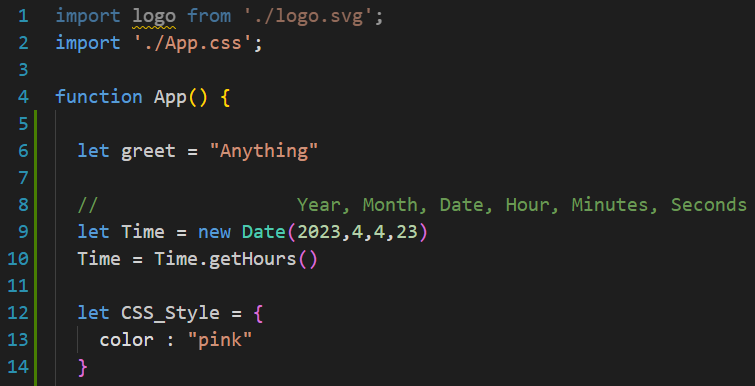 1 import logo from './logo.svg';
2 import './App.css';
3
4 function App() {
5
6 let greet = "Anything"
7
8 // Year, Month, Date, Hour, Minutes, Seconds
9 let Time = new Date(2023,4,4,23)
10 Time = Time.getHours()
11
12 let CSS_Style = {
13 color : "pink"
14 }